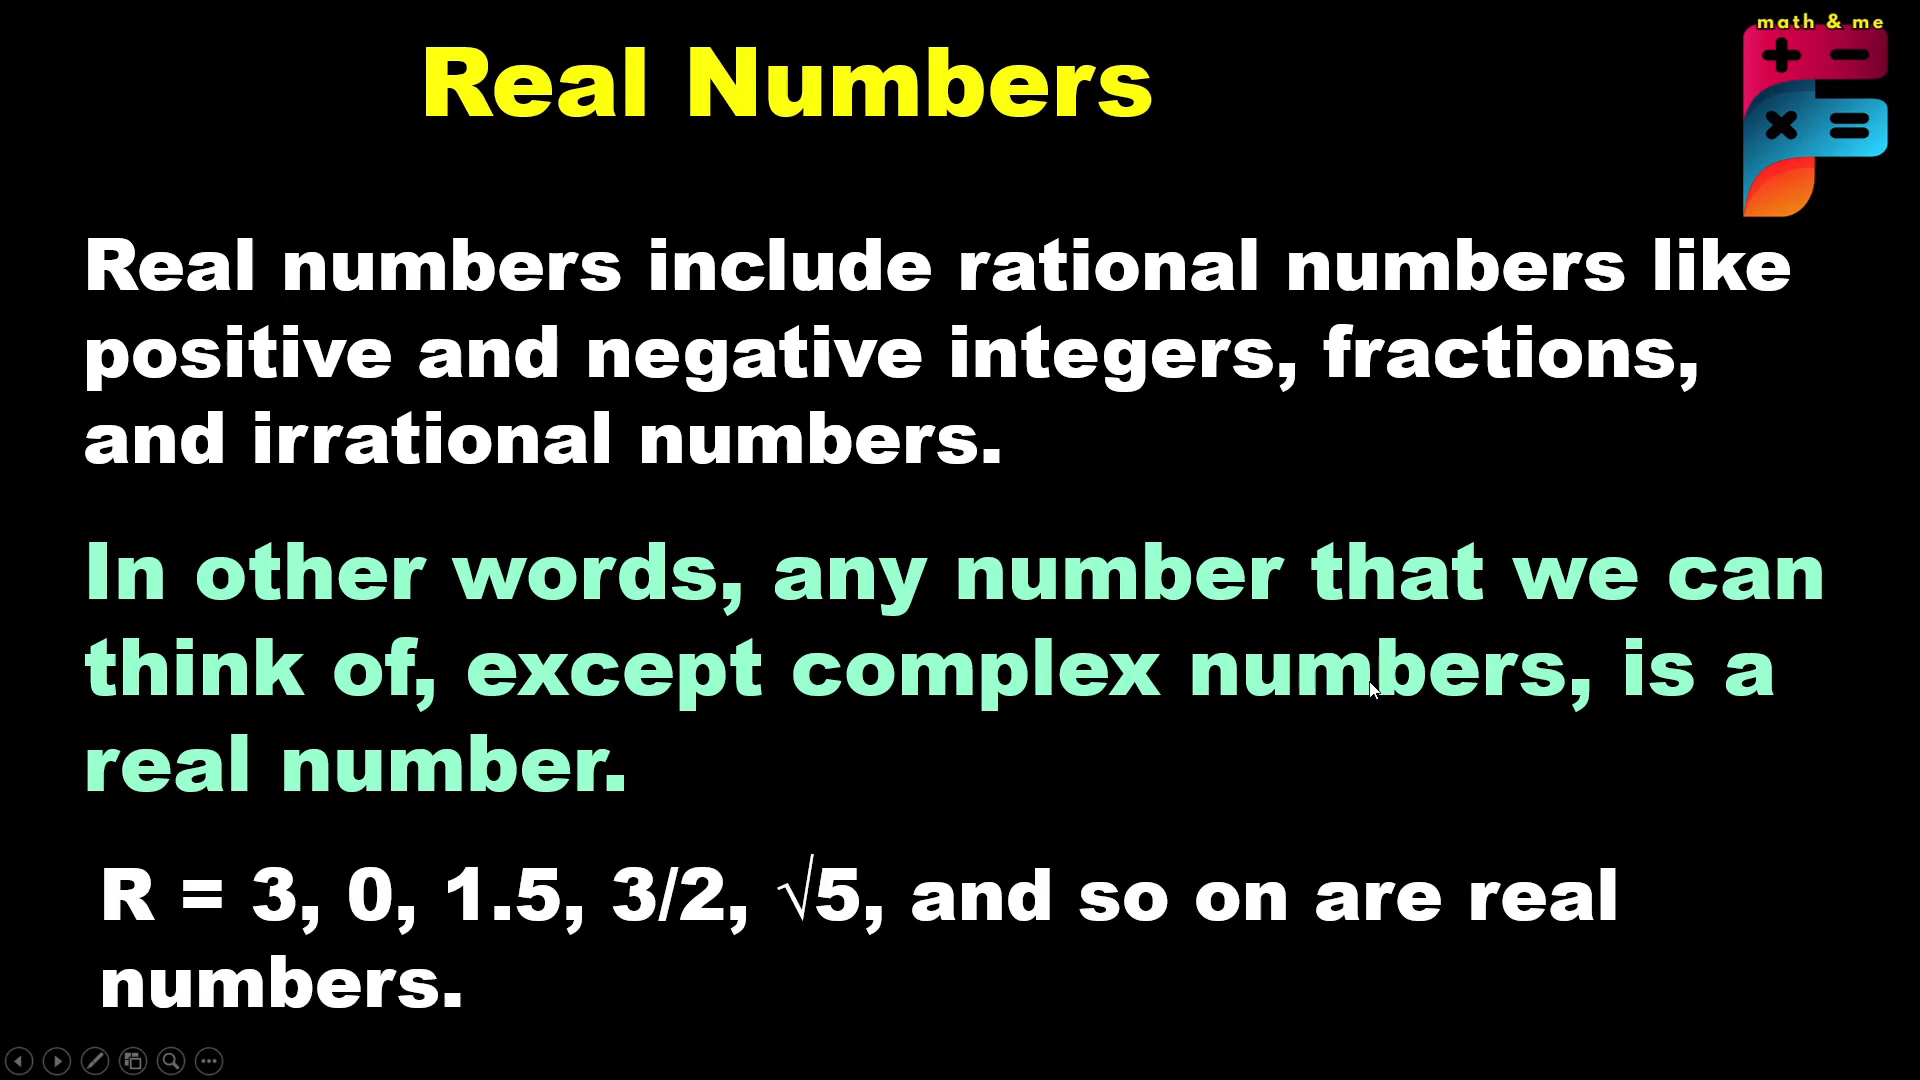 math & me
Real Numbers
Real numbers include rational numbers like
positive and negative integers, fractions,
and irrational numbers.
In other words, any number that we can
think of, except complex numbers, is a
real number.
R = 3, 0, 1.5, 3/2, √5, and so on are real
numbers.